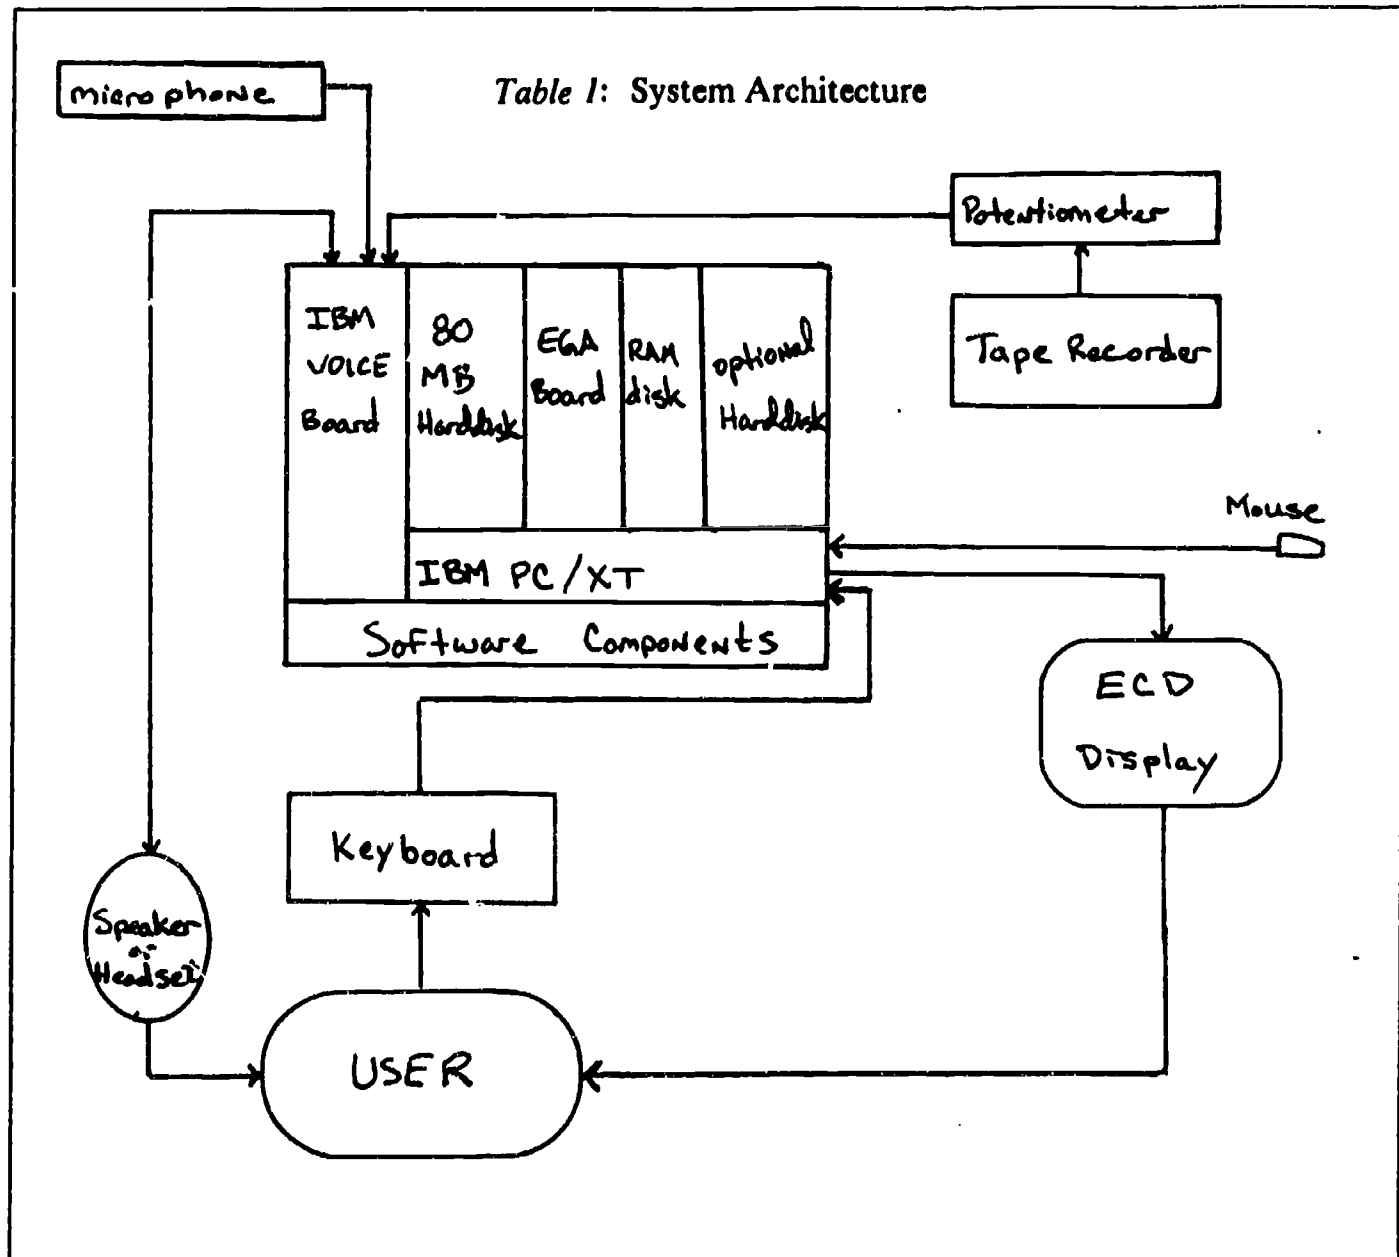 Table 1: System Architecture
microphone
Potentiometer
Tape Recorder
IBM
VOICE
Board
80
MB
Harddisk
EGA
Board
RAM
disk
optional
Harddisk
Mouse
IBM PC/XT
Software Components
ECD
Display
Keyboard
Speaker
or
Headset
USER